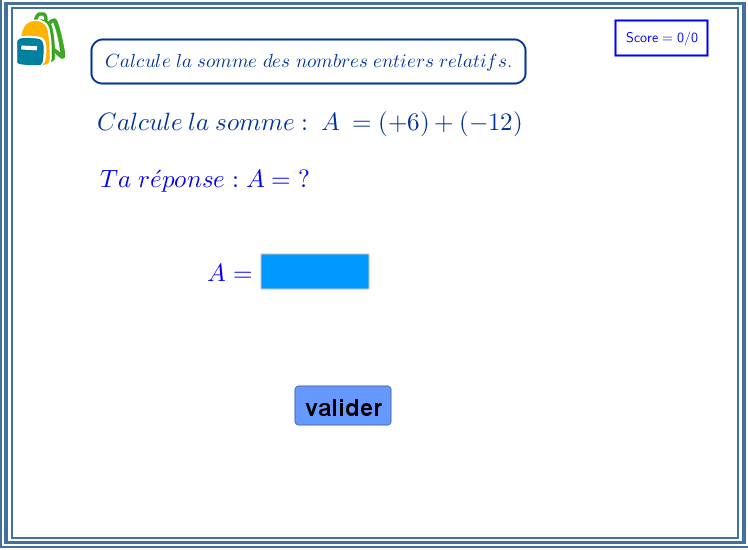 Score = 0/0
Calcule la somme des nombres entiers relatifs.
Calcule la somme : A = (+6) + (−12)
Ta réponse : A = ?
A =
valider